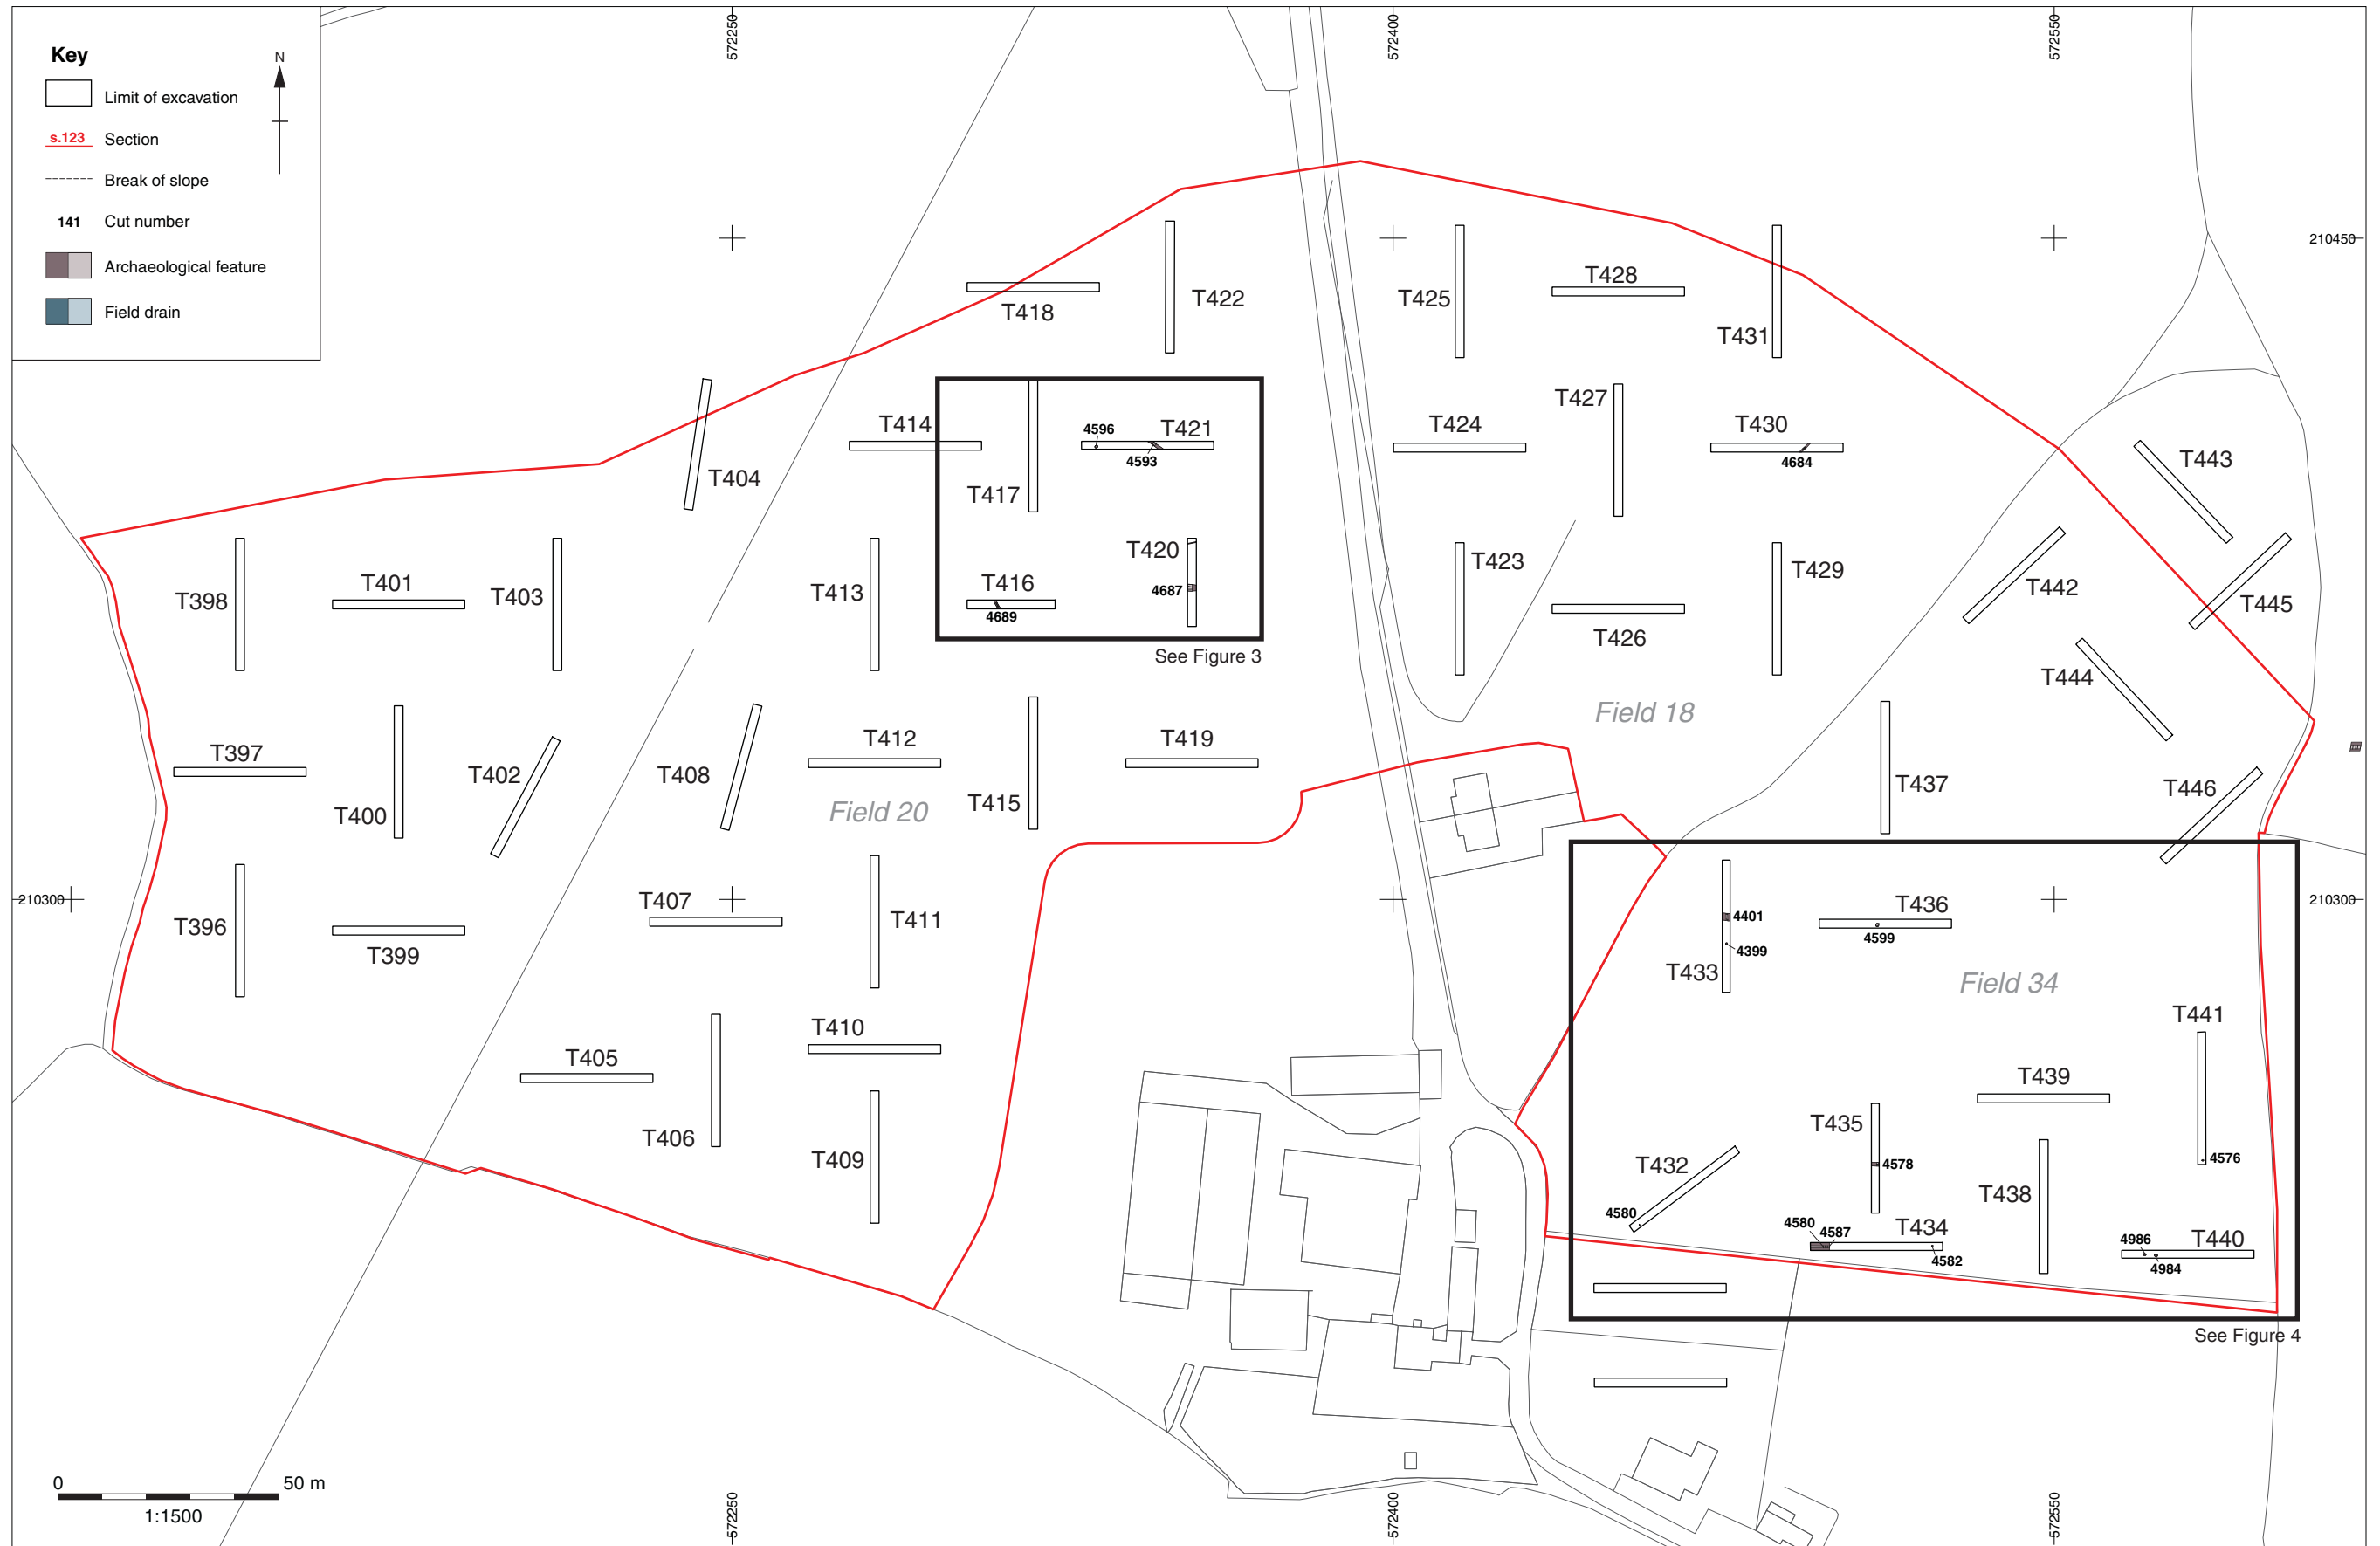 Key
N
Limit of excavation
s.123 Section
Break of slope
141 Cut number
Archaeological feature
Field drain
572250
572400
572550
210450
T418
T422
T425
T428
T431
T404
T414
T417
4596
T421
4593
T424
T427
T430
4684
T443
T398
T401
T403
T413
T416
4689
T420
4687
See Figure 3
T423
T426
T429
T442
T445
T444
Field 18
T397
T400
T402
T408
T412
T415
T419
Field 20
T437
T446
210300
210300
T396
T399
T407
T411
4401
4399
T433
T436
4599
Field 34
T405
T406
T410
T409
T441
4576
T439
T435
4578
T432
4580
T438
4580
4587
T434
4582
4986
T440
4984
See Figure 4
0
50 m
1:1500
572250
572400
572550